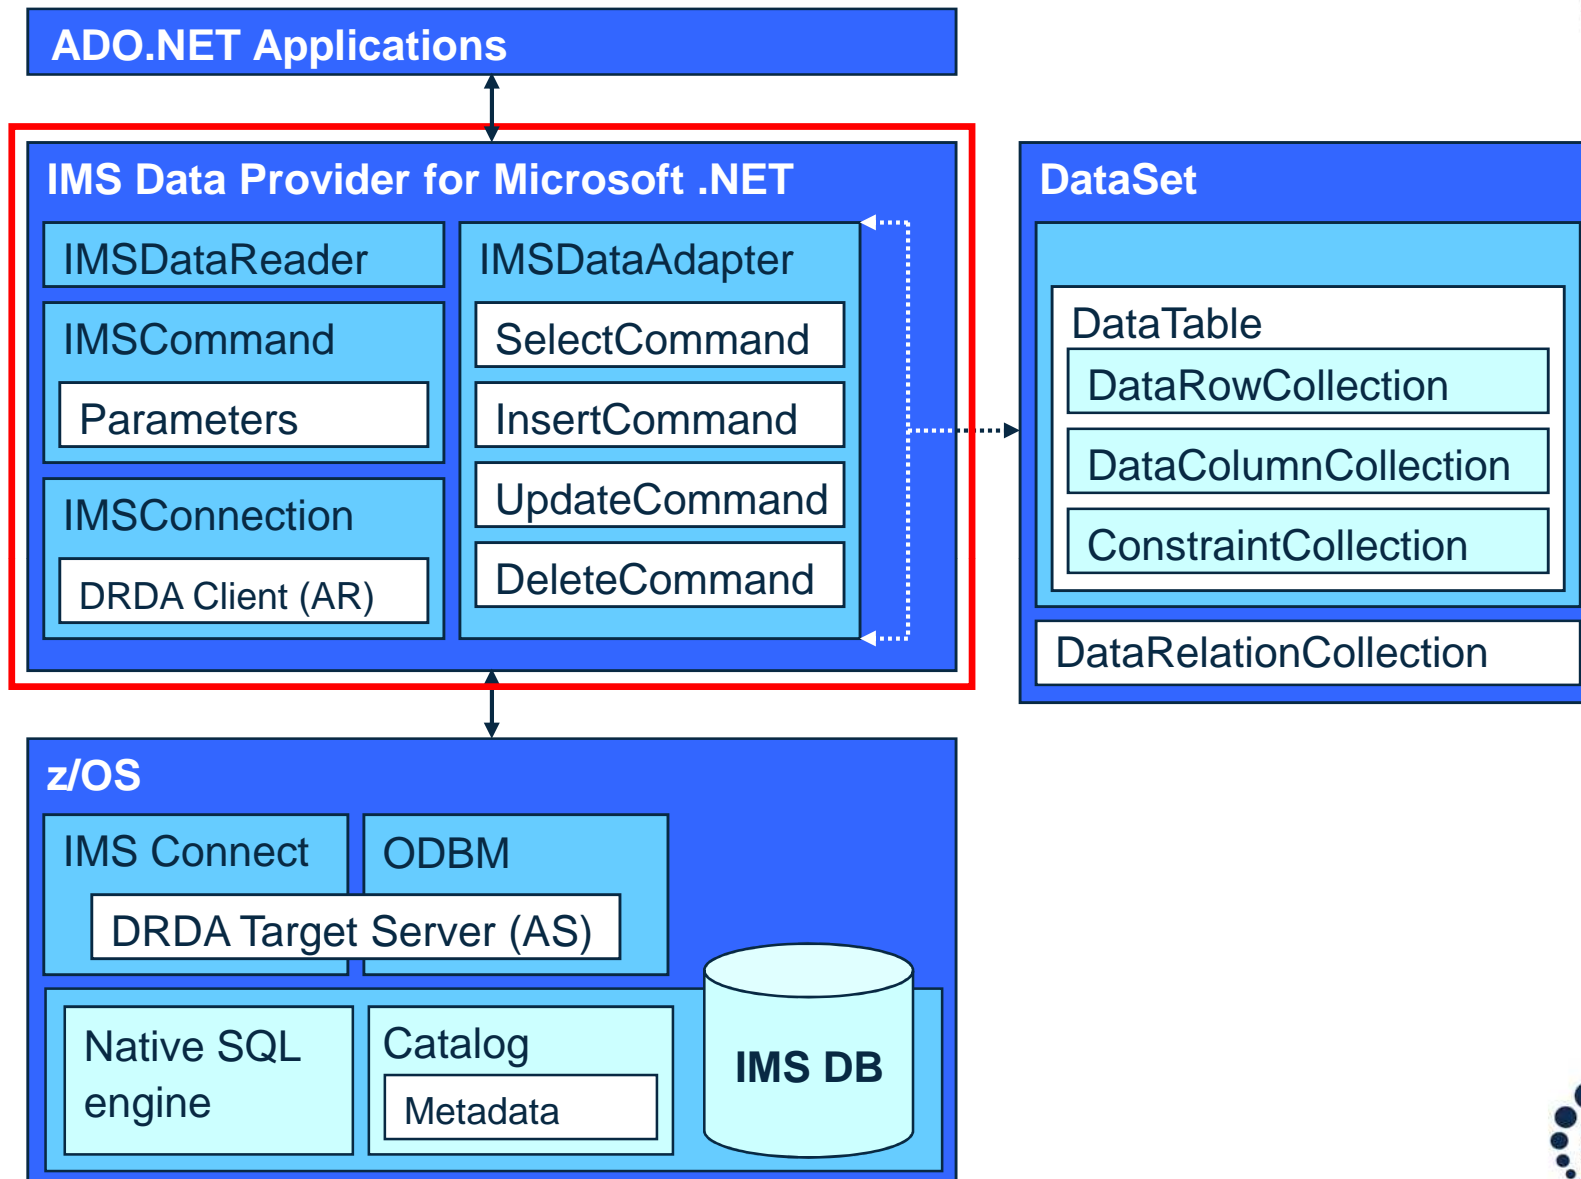 ADO.NET Applications
IMS Data Provider for Microsoft .NET
IMSDataReader
IMSCommand
Parameters
IMSConnection
DRDA Client (AR)
IMSDataAdapter
SelectCommand
InsertCommand
UpdateCommand
DeleteCommand
DataSet
DataTable
DataRowCollection
DataColumnCollection
ConstraintCollection
DataRelationCollection
z/OS
IMS Connect
ODBM
DRDA Target Server (AS)
Native SQL
engine
Catalog
Metadata
IMS DB